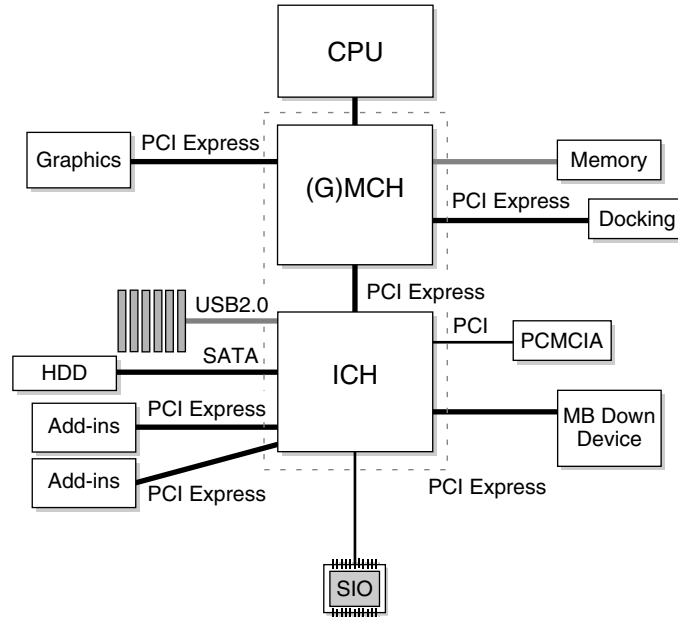 CPU
PCI Express
Graphics
(G)MCH
Memory
PCI Express
Docking
PCI Express
USB2.0
PCI
PCMCIA
SATA
HDD
ICH
PCI Express
Add-ins
MB Down
Device
Add-ins
PCI Express
PCI Express
SIO